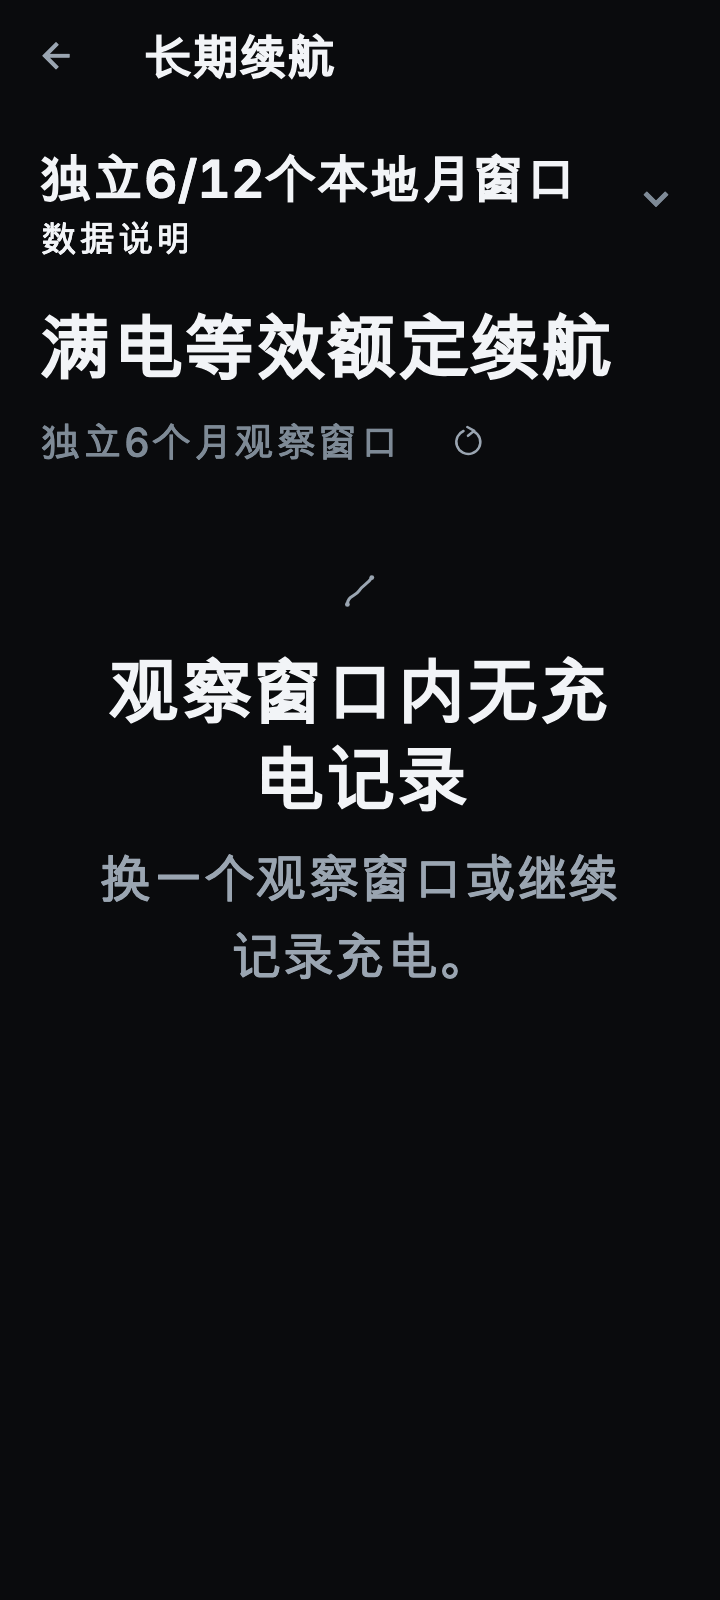 长期续航
独立6/12个本地月窗口
数据说明
满电等效额定续航
独立6个月观察窗口
观察窗口内无充
电记录
换一个观察窗口或继续
记录充电。